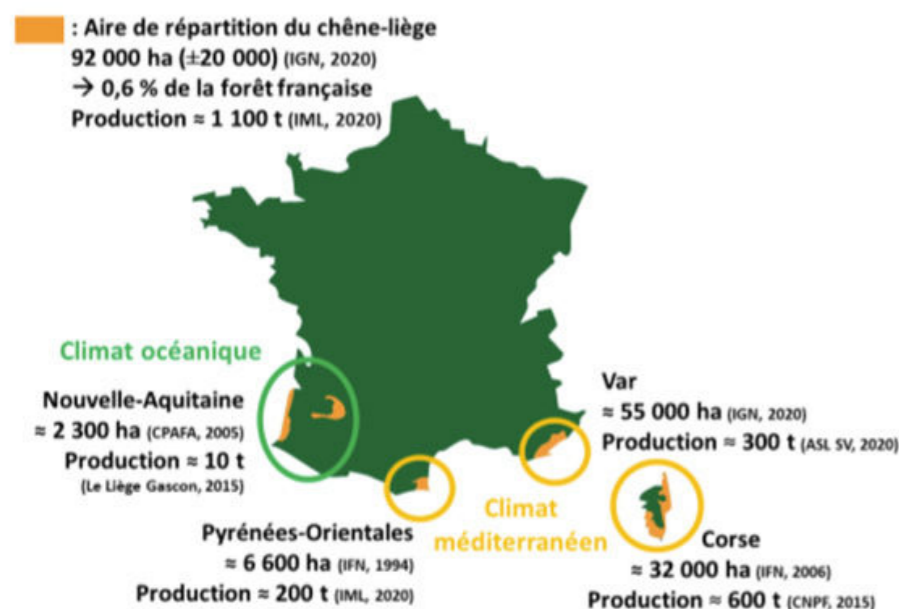 : Aire de répartition du chêne-liège
92 000 ha (±20 000) (IGN, 2020)
→ 0,6 % de la forêt française
Production ≈ 1 100 t (IML, 2020)
Climat océanique
Nouvelle-Aquitaine
≈ 2 300 ha (CPAFA, 2005)
Production ≈ 10 t
(Le Liège Gascon, 2015)
Var
≈ 55 000 ha (IGN, 2020)
Production ≈ 300 t (ASL SV, 2020)
Climat
méditerranéen
Pyrénées-Orientales
≈ 6 600 ha (IFN, 1994)
Production ≈ 200 t (IML, 2020)
Corse
≈ 32 000 ha (IFN, 2006)
Production ≈ 600 t (CNPF, 2015)